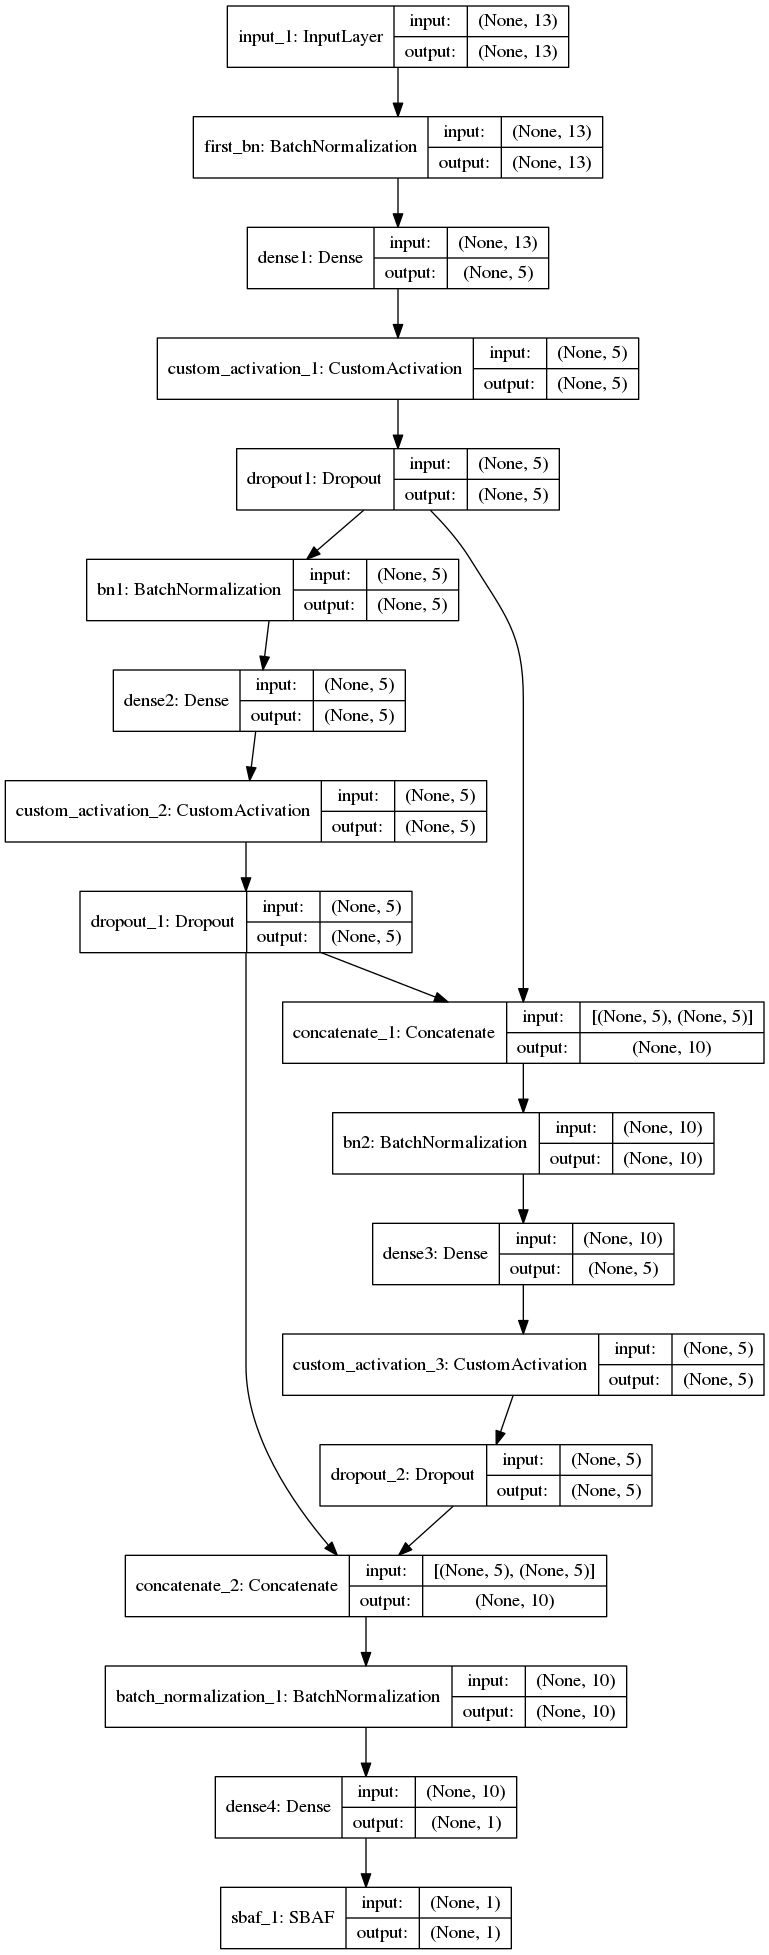 input_1: InputLayer
input: (None, 13)
output: (None, 13)
first_bn: BatchNormalization
input: (None, 13)
output: (None, 13)
dense1: Dense
input: (None, 13)
output: (None, 5)
custom_activation_1: CustomActivation
input: (None, 5)
output: (None, 5)
dropout1: Dropout
input: (None, 5)
output: (None, 5)
bn1: BatchNormalization
input: (None, 5)
output: (None, 5)
dense2: Dense
input: (None, 5)
output: (None, 5)
custom_activation_2: CustomActivation
input: (None, 5)
output: (None, 5)
dropout_1: Dropout
input: (None, 5)
output: (None, 5)
concatenate_1: Concatenate
input: [(None, 5), (None, 5)]
output: (None, 10)
bn2: BatchNormalization
input: (None, 10)
output: (None, 10)
dense3: Dense
input: (None, 10)
output: (None, 5)
custom_activation_3: CustomActivation
input: (None, 5)
output: (None, 5)
dropout_2: Dropout
input: (None, 5)
output: (None, 5)
concatenate_2: Concatenate
input: [(None, 5), (None, 5)]
output: (None, 10)
batch_normalization_1: BatchNormalization
input: (None, 10)
output: (None, 10)
dense4: Dense
input: (None, 10)
output: (None, 1)
sbaf_1: SBAF
input: (None, 1)
output: (None, 1)